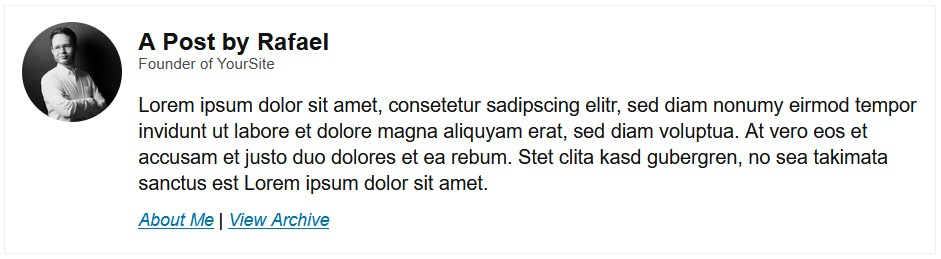 A Post by Rafael
Founder of YourSite
Lorem ipsum dolor sit amet, consetetur sadipscing elitr, sed diam nonumy eirmod tempor
invidunt ut labore et dolore magna aliquyam erat, sed diam voluptua. At vero eos et
accusam et justo duo dolores et ea rebum. Stet clita kasd gubergren, no sea takimata
sanctus est Lorem ipsum dolor sit amet.
About Me | View Archive